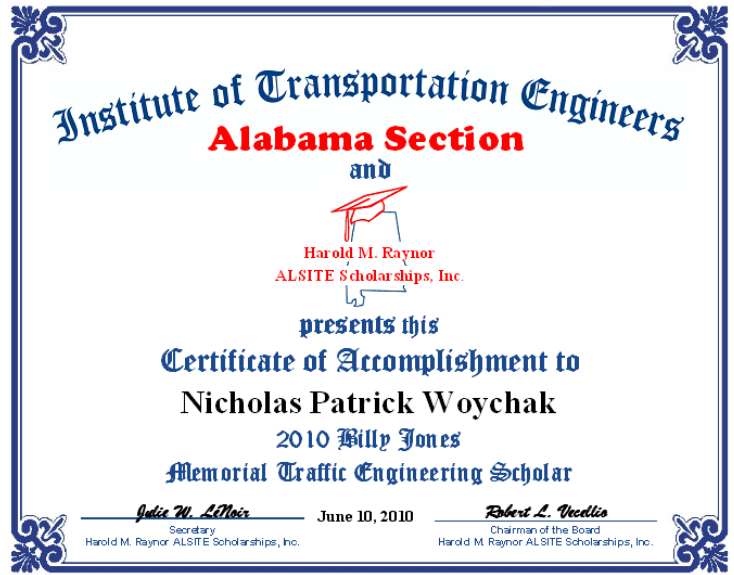 Institute of Transportation Engineers
Alabama Section
and
Harold M. Raynor
ALSITE Scholarships, Inc.
presents this
Certificate of Accomplishment to
Nicholas Patrick Woychak
2010 Billy Jones
Memorial Traffic Engineering Scholar
Julie W. LeNoir
June 10, 2010
Robert L. Vecellio
Secretary
Harold M. Raynor ALSITE Scholarships, Inc.
Chairman of the Board
Harold M. Raynor ALSITE Scholarships, Inc.